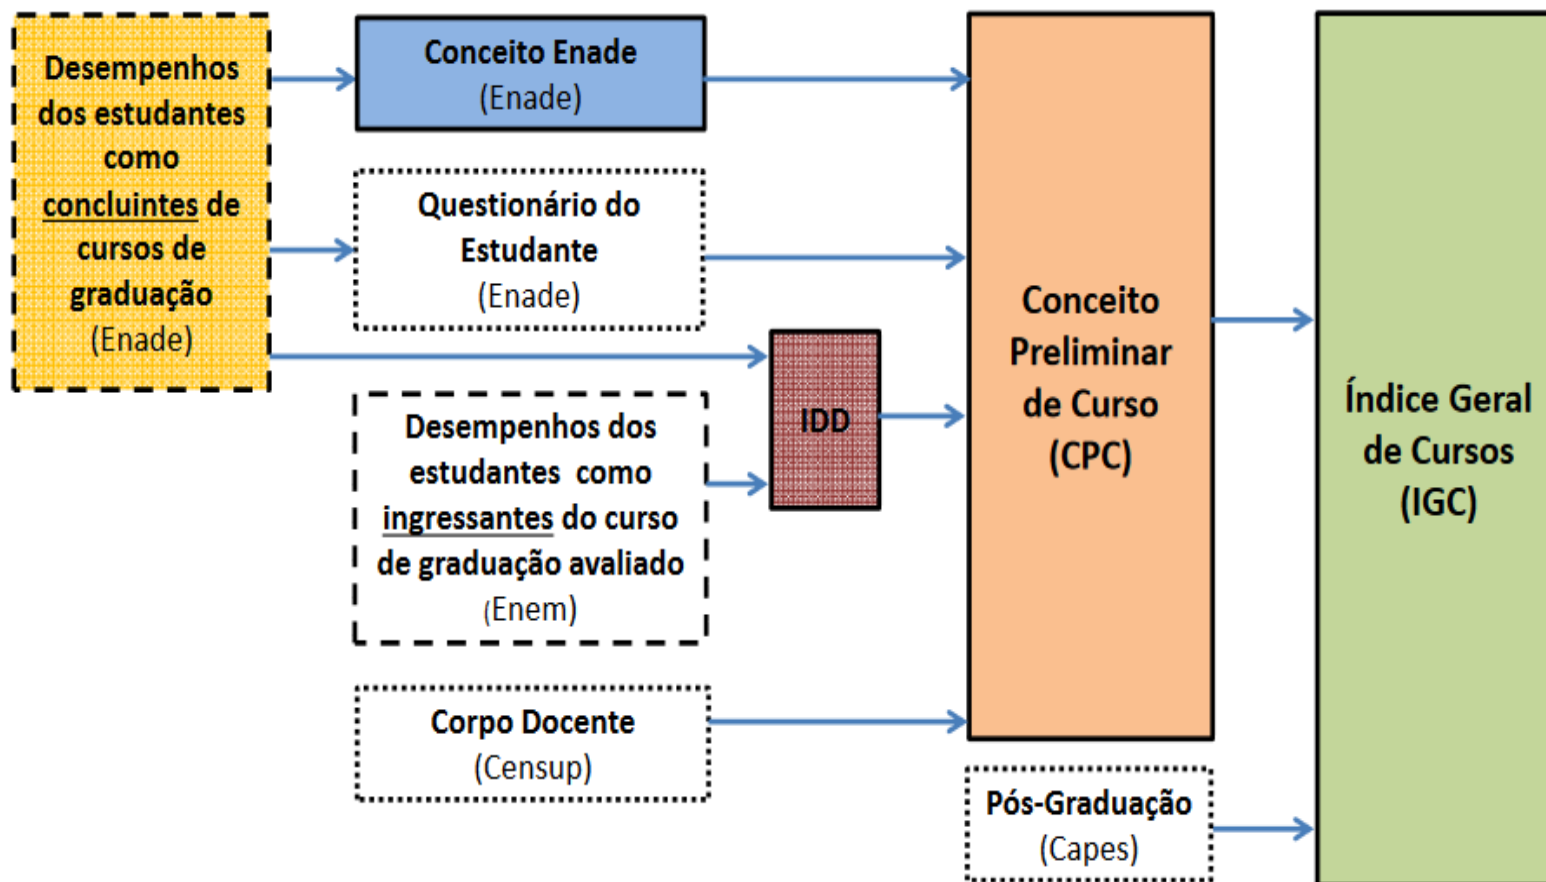 Desempenhos
dos estudantes
como
concluintes de
cursos de
graduação
(Enade)
Conceito Enade
(Enade)
Questionário do
Estudante
(Enade)
IDD
Desempenhos dos
estudantes como
ingressantes do curso
de graduação avaliado
(Enem)
Corpo Docente
(Censup)
Conceito
Preliminar
de Curso
(CPC)
Pós-Graduação
(Capes)
Índice Geral
de Cursos
(IGC)